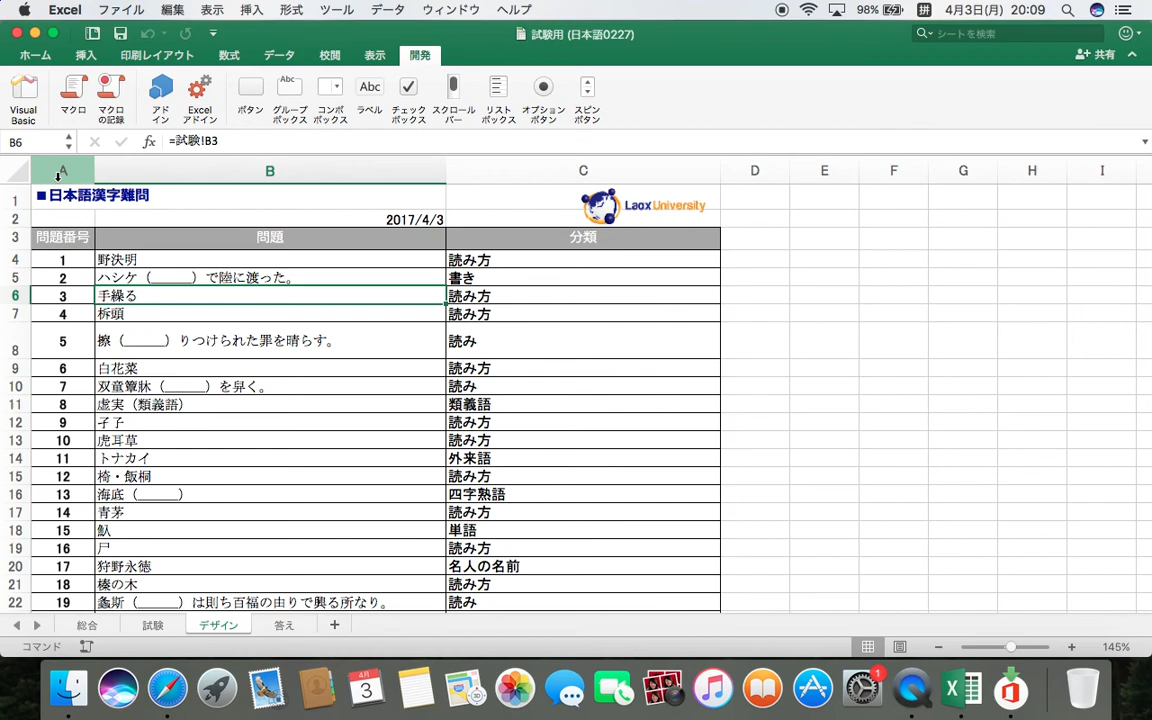 Excel ファイル 編集 表示 挿入 形式 ツール データ ウィンドウ ヘルプ 98% 拼 4月3日(月) 20:09
試験用 (日本語0227) シートを検索
ホーム 挿入 印刷レイアウト 数式 データ 校閲 表示 開発 共有
Visual Basic マクロ マクロの記録 アドイン Excel アドイン ボタン Abc グループボックス コンボボックス Abc ラベル チェックボックス スクロールバー リストボックス オプションボタン スピンボタン
B6 fx =試験!B3
A B C D E F G H I
1 ■日本語漢字難問 Laox University
2 2017/4/3
3 問題番号 問題 分類
4 1 野決明 読み方
5 2 ハシケ（______）で陸に渡った。 書き
6 3 手繰る 読み方
7 4 柝頭 読み方
8 5 擦（______）りつけられた罪を晴らす。 読み
9 6 白花菜 読み方
10 7 双童（______）を舁く。 読み
11 8 虚実（類義語） 類義語
12 9 孑孑 読み方
13 10 虎耳草 読み方
14 11 トナカイ 外来語
15 12 椅・飯桐 読み方
16 13 海底（______） 四字熟語
17 14 青茅 読み方
18 15 単語
19 16 尸 読み方
20 17 狩野永徳 名人の名前
21 18 榛の木 読み方
22 19 螽斯（______）は則ち百福の由りて興る所なり。 読み
総合 試験 デザイン 答え +
コマンド 145%
4月 3 3D 1